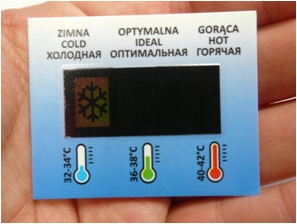 ZIMNA
COLD
ХОЛОДНАЯ
OPTYMALNA
IDEAL
ОПТИМАЛЬНАЯ
GORĄCA
HOT
ГОРЯЧАЯ
32-34°C
36-38°C
40-42°C